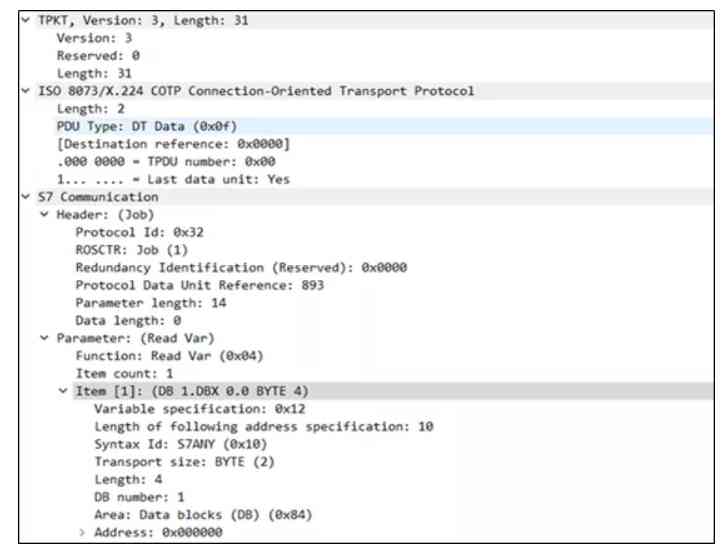 TPKT, Version: 3, Length: 31
Version: 3
Reserved: 0
Length: 31
ISO 8073/X.224 COTP Connection-Oriented Transport Protocol
Length: 2
PDU Type: DT Data (0x0f)
[Destination reference: 0x0000]
.000 0000 = TPDU number: 0x00
1... .... = Last data unit: Yes
S7 Communication
Header: (Job)
Protocol Id: 0x32
ROSCTR: Job (1)
Redundancy Identification (Reserved): 0x0000
Protocol Data Unit Reference: 893
Parameter length: 14
Data length: 0
Parameter: (Read Var)
Function: Read Var (0x04)
Item count: 1
Item [1]: (DB 1.DBX 0.0 BYTE 4)
Variable specification: 0x12
Length of following address specification: 10
Syntax Id: S7ANY (0x10)
Transport size: BYTE (2)
Length: 4
DB number: 1
Area: Data blocks (DB) (0x84)
Address: 0x000000